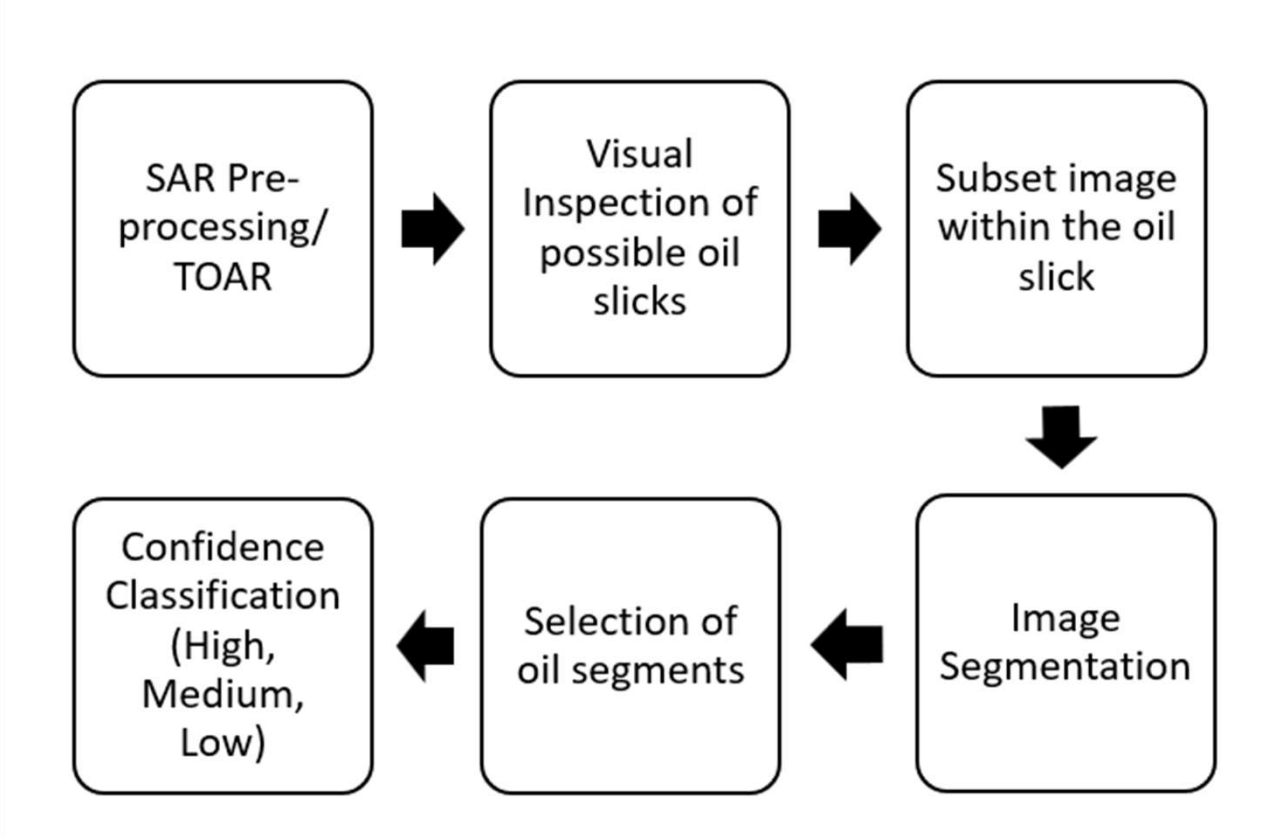 SAR Pre-
processing/
TOAR
Visual
Inspection of
possible oil
slicks
Subset image
within the oil
slick
Image
Segmentation
Selection of
oil segments
Confidence
Classification
(High,
Medium,
Low)